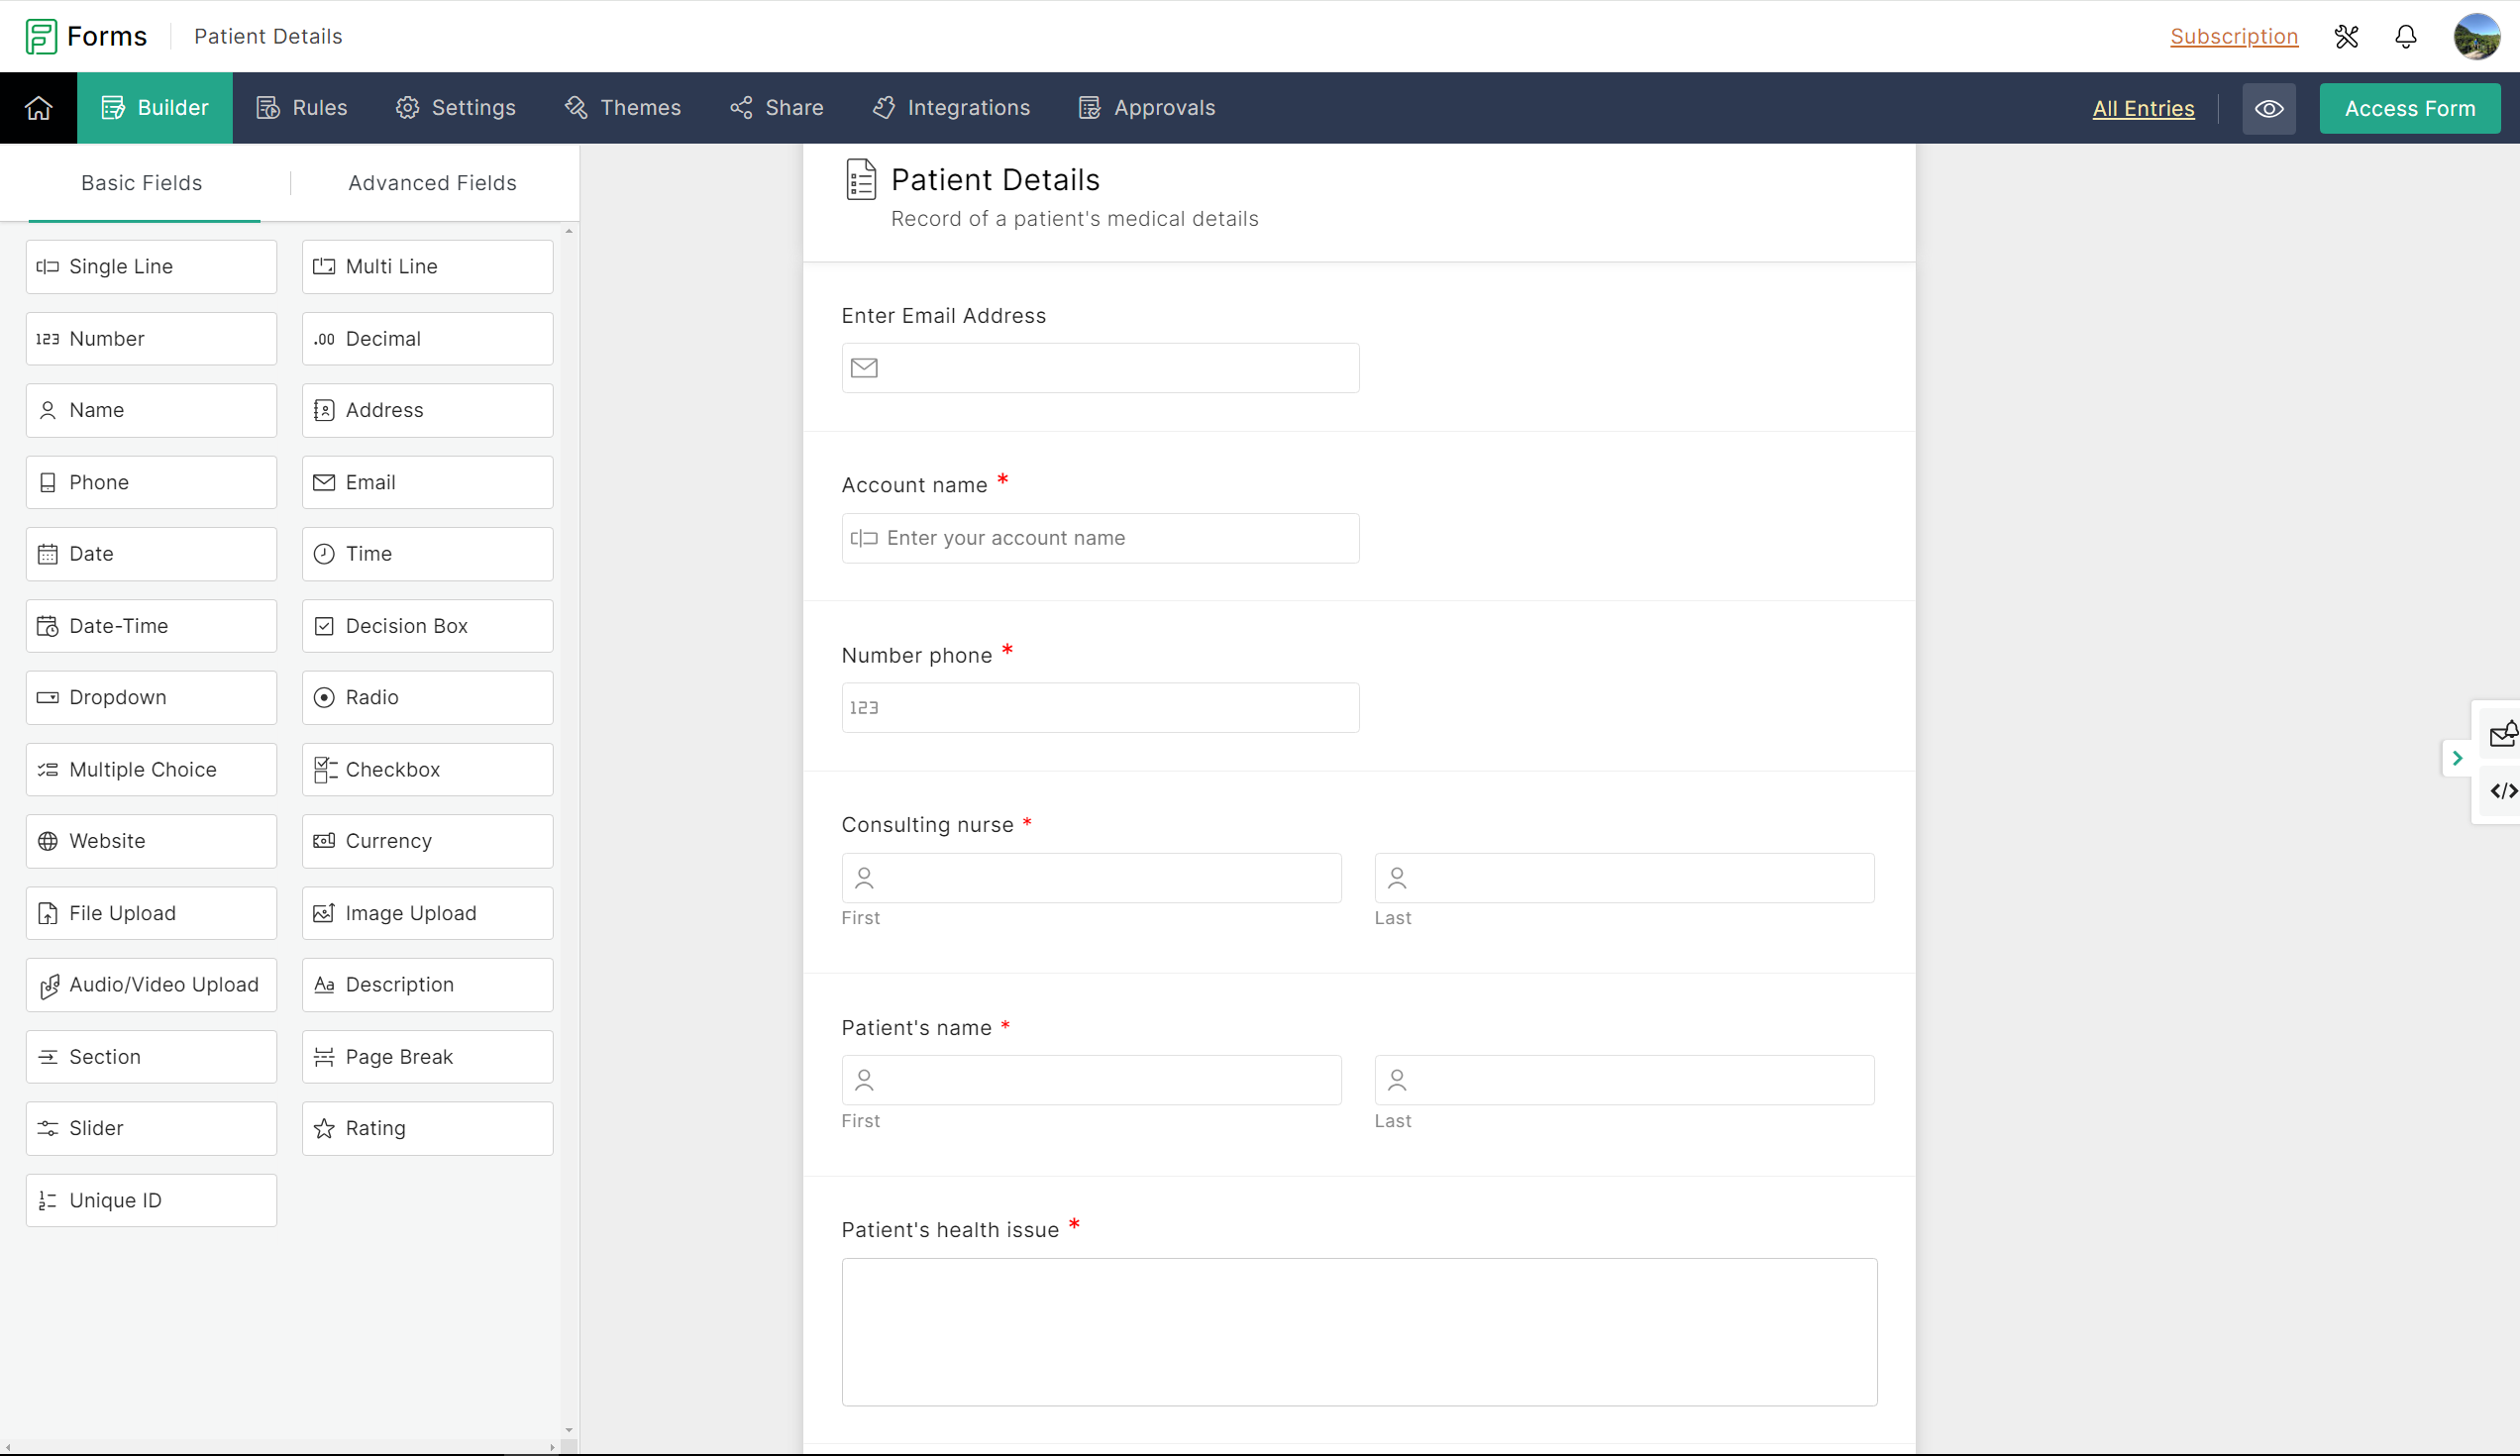 Forms
Patient Details
Subscription
Builder
Rules
Settings
Themes
Share
Integrations
Approvals
All Entries
Access Form
Basic Fields
Advanced Fields
Single Line
Multi Line
123 Number
.00 Decimal
Name
Address
Phone
Email
Date
Time
Date-Time
Decision Box
Dropdown
Radio
Multiple Choice
Checkbox
Website
Currency
File Upload
Image Upload
Audio/Video Upload
Aa Description
Section
Page Break
Slider
Rating
Unique ID
Patient Details
Record of a patient's medical details
Enter Email Address
Account name *
Enter your account name
Number phone *
123
Consulting nurse *
First
Last
Patient's name *
First
Last
Patient's health issue *